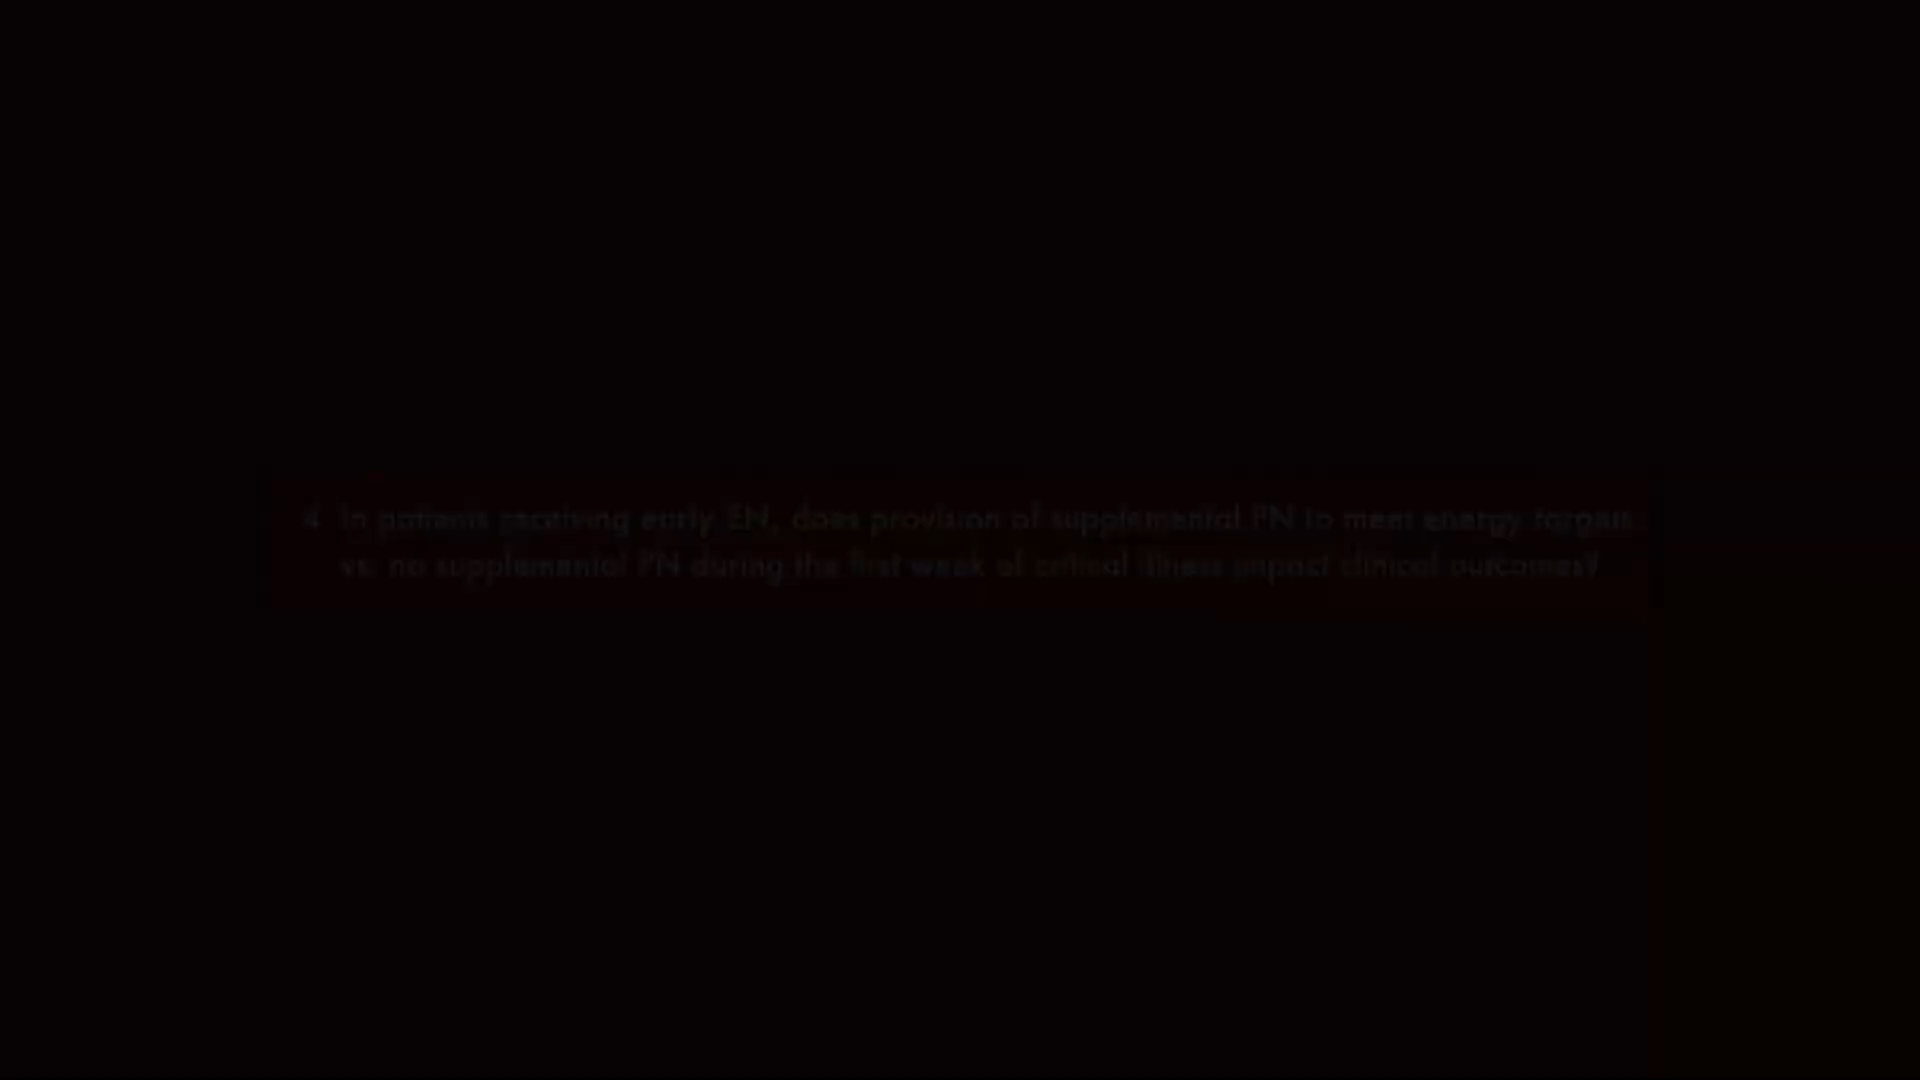 4 In patients receiving early EN, does provision of supplemental PN to meet energy targets
vs. no supplemental PN during the first week of critical illness impact clinical outcomes?